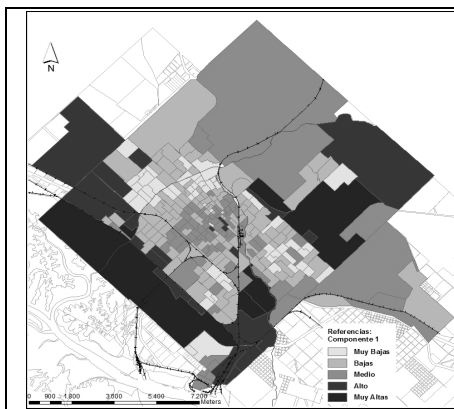 N
Referencias:
Componente 1
Muy Bajas
Bajas
Medio
Alto
Muy Altas
0 900 1.800 3.600 5.400 7.200
Meters